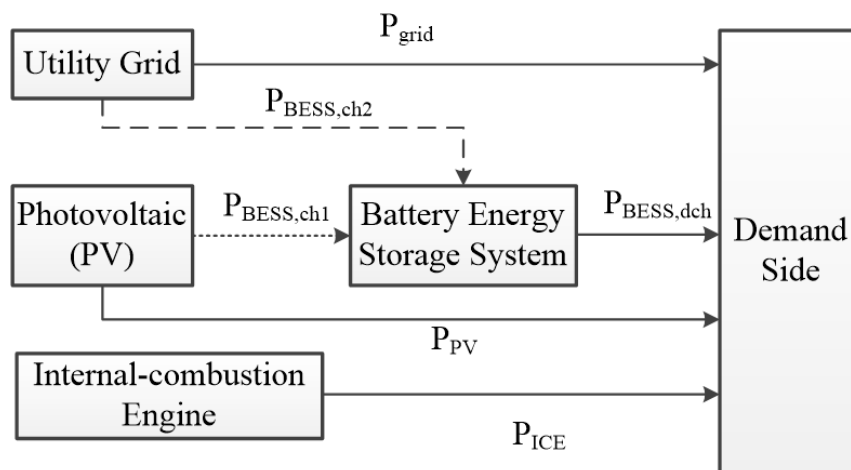 P_grid
Utility Grid
P_BESS,ch2
Photovoltaic
(PV)
P_BESS,ch1
Battery Energy
Storage System
P_BESS,dch
Demand
Side
P_PV
Internal-combustion
Engine
P_ICE